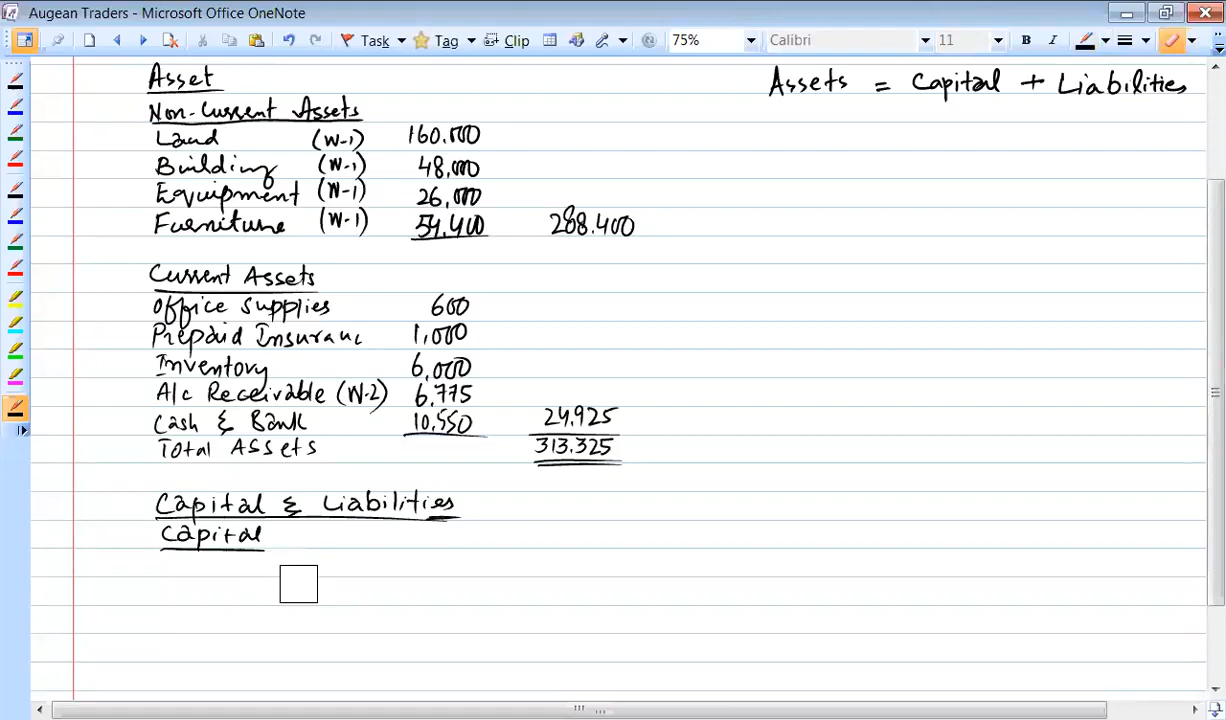 Augean Traders - Microsoft Office OneNote
Task Tag Clip 75% Calibri 11 B
Asset
Assets = Capital + Liabilities
Non-Current Assets
Land (W-1) 160.000
Building (W-1) 48,000
Equipment (W-1) 26,000
Furniture (W-1) 54.400 288.400
Current Assets
Office Supplies 600
Prepaid Insuranc 1,000
Inventory 6,000
A/c Receivable (W-2) 6.775
Cash & Bank 10.550 24.925
Total Assets 313.325
Capital & Liabilities
Capital